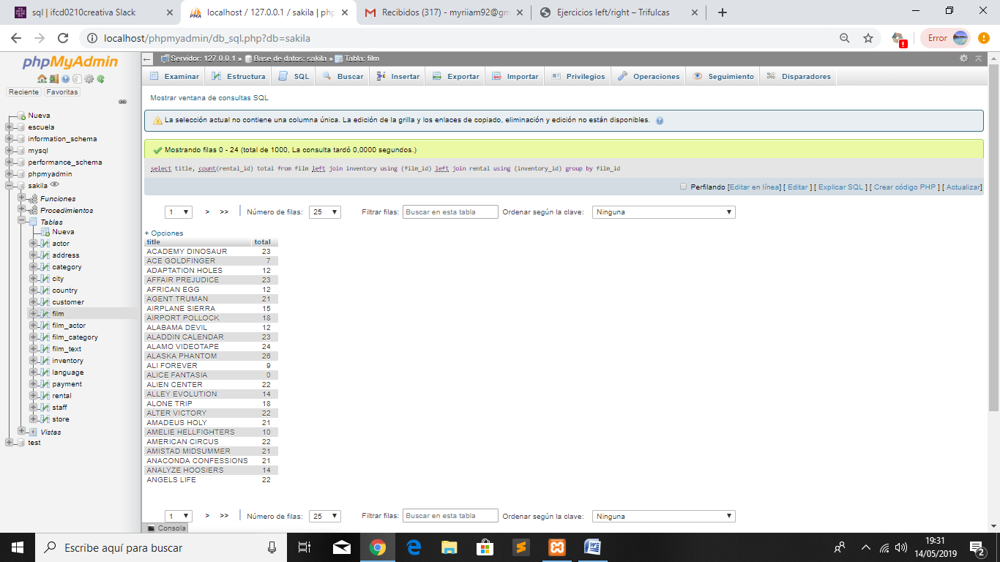 sql | ifcd0210creativa Slack
localhost / 127.0.0.1 / sakila | php
Recibidos (317) - myriiam92@gm
Ejercicios left/right – Trifulcas
localhost/phpmyadmin/db_sql.php?db=sakila
Error
phpMyAdmin
Reciente Favoritas
Nueva
escuela
information_schema
mysql
performance_schema
phpmyadmin
sakila
Funciones
Procedimientos
Tablas
Nueva
actor
address
category
city
country
customer
film
film_actor
film_category
film_text
inventory
language
payment
rental
staff
store
Vistas
test
Servidor: 127.0.0.1 » Base de datos: sakila » Tabla: film
Examinar Estructura SQL Buscar Insertar Exportar Importar Privilegios Operaciones Seguimiento Disparadores
Mostrar ventana de consultas SQL
La selección actual no contiene una columna única. La edición de la grilla y los enlaces de copiado, eliminación y edición no están disponibles.
Mostrando filas 0 - 24 (total de 1000, La consulta tardó 0,0000 segundos.)
select title, count(rental_id) total from film left join inventory using (film_id) left join rental using (inventory_id) group by film_id
Perfilando [Editar en línea] [ Editar ] [ Explicar SQL ] [ Crear código PHP ] [ Actualizar]
1 > >> Número de filas: 25 Filtrar filas: Buscar en esta tabla Ordenar según la clave: Ninguna
+ Opciones
title total
ACADEMY DINOSAUR 23
ACE GOLDFINGER 7
ADAPTATION HOLES 12
AFFAIR PREJUDICE 23
AFRICAN EGG 12
AGENT TRUMAN 21
AIRPLANE SIERRA 15
AIRPORT POLLOCK 18
ALABAMA DEVIL 12
ALADDIN CALENDAR 23
ALAMO VIDEOTAPE 24
ALASKA PHANTOM 26
ALI FOREVER 9
ALICE FANTASIA 0
ALIEN CENTER 22
ALLEY EVOLUTION 14
ALONE TRIP 18
ALTER VICTORY 22
AMADEUS HOLY 21
AMELIE HELLFIGHTERS 10
AMERICAN CIRCUS 22
AMISTAD MIDSUMMER 21
ANACONDA CONFESSIONS 21
ANALYZE HOOSIERS 14
ANGELS LIFE 22
1 > >> Número de filas: 25 Filtrar filas: Buscar en esta tabla Ordenar según la clave: Ninguna
Consola
Escribe aquí para buscar
19:31
14/05/2019
2